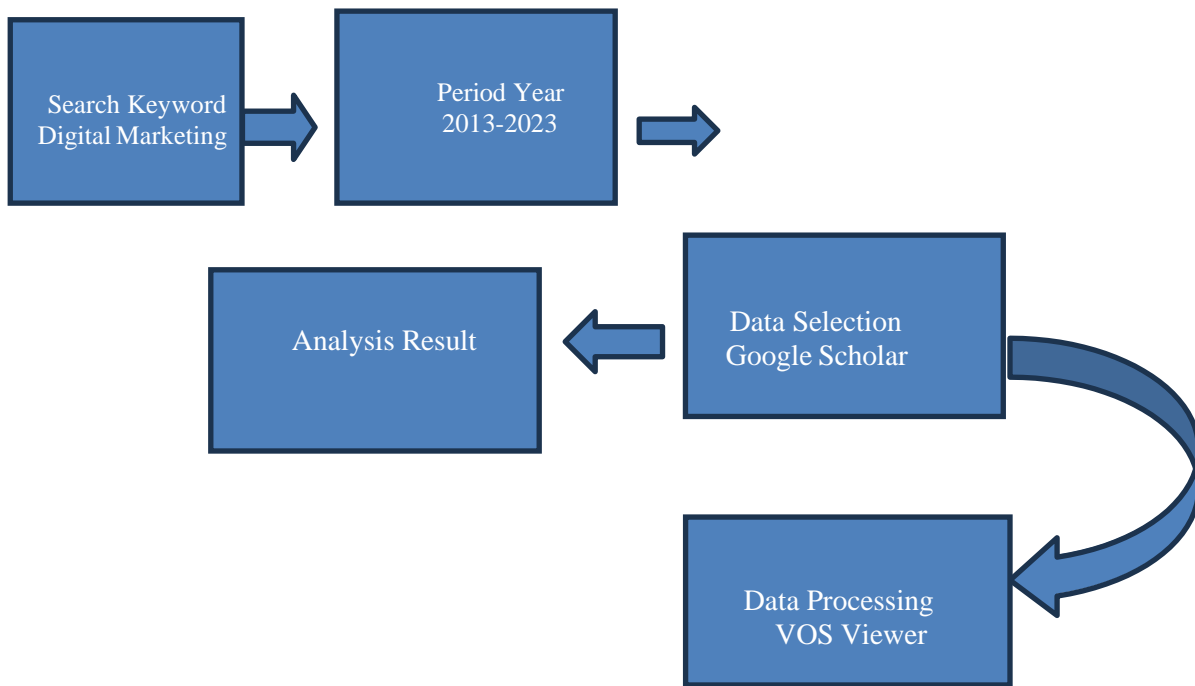 Search Keyword
Digital Marketing
Period Year
2013-2023
Data Selection
Google Scholar
Analysis Result
Data Processing
VOS Viewer